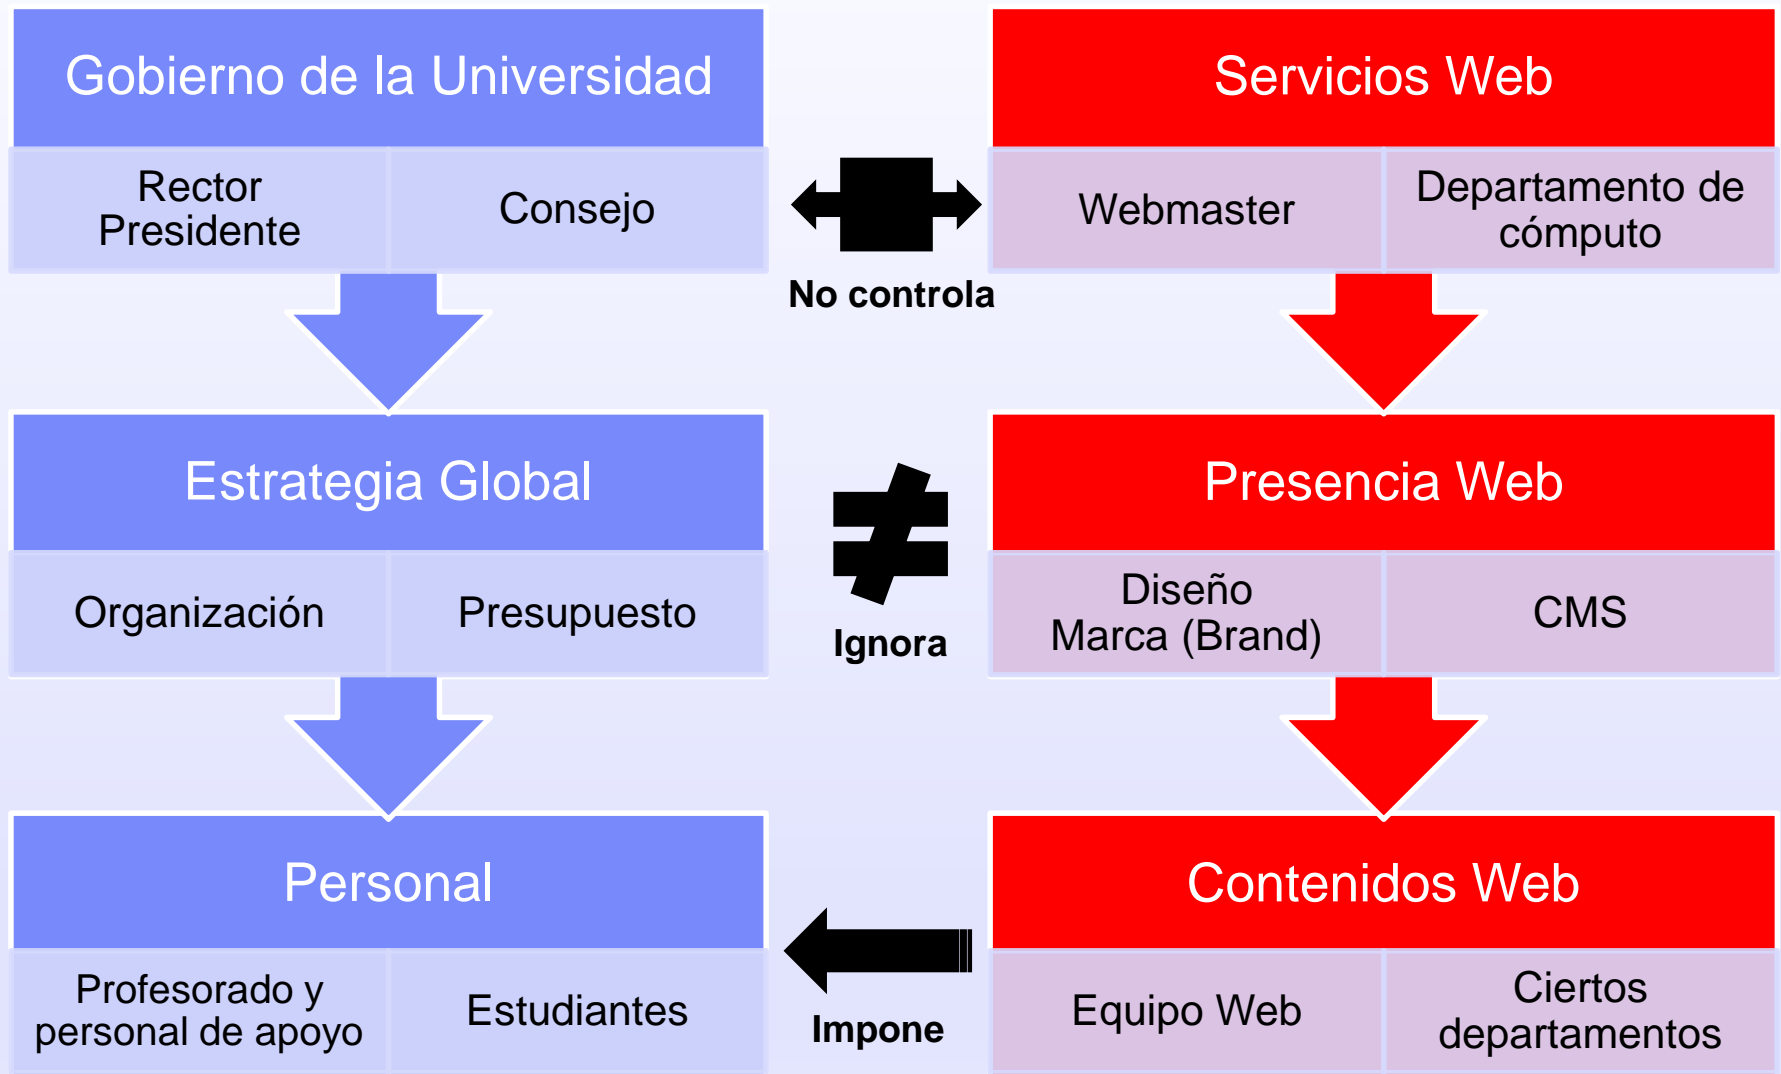 Gobierno de la Universidad
Rector
Presidente
Consejo
No controla
Servicios Web
Webmaster
Departamento de
cómputo
Estrategia Global
Organización
Presupuesto
Ignora
Presencia Web
Diseño
Marca (Brand)
CMS
Personal
Profesorado y
personal de apoyo
Estudiantes
Impone
Contenidos Web
Equipo Web
Ciertos
departamentos